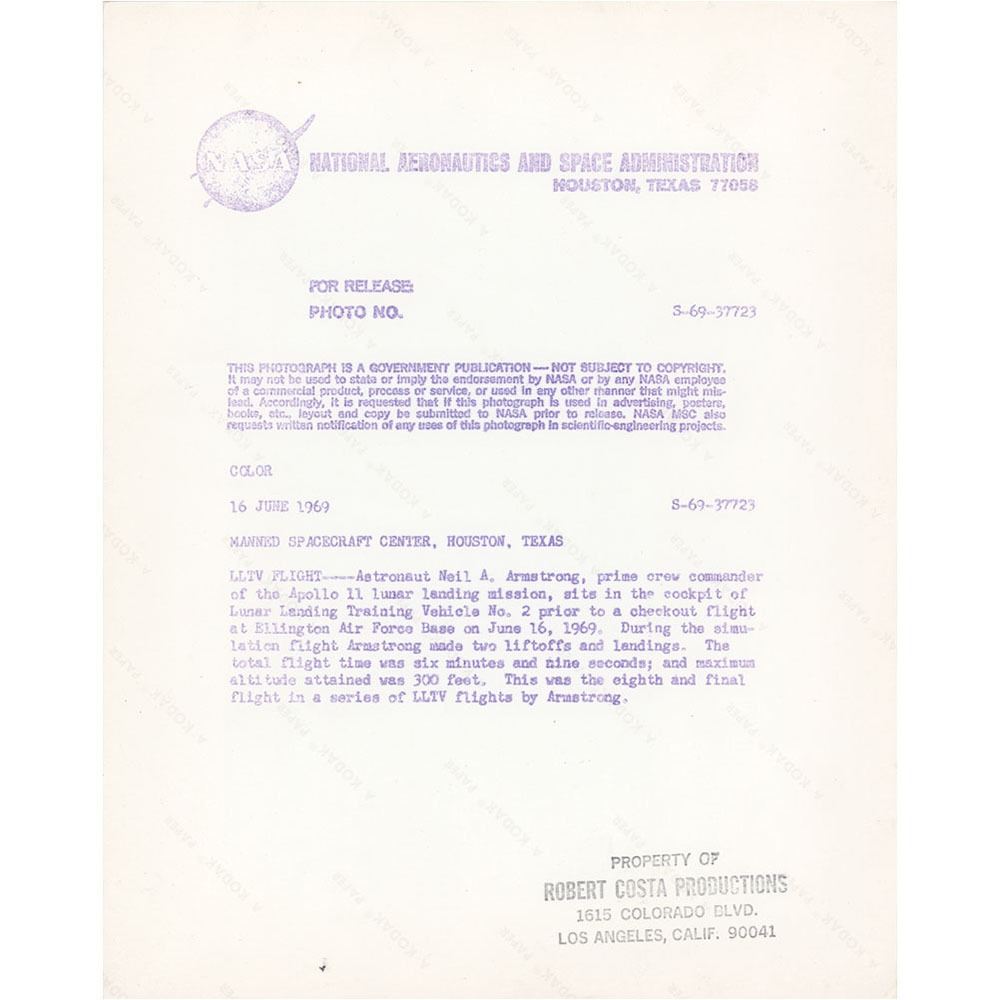 NASA
NATIONAL AERONAUTICS AND SPACE ADMINISTRATION
HOUSTON, TEXAS 77058
FOR RELEASE:
PHOTO NO.
S-69-37723
THIS PHOTOGRAPH IS A GOVERNMENT PUBLICATION — NOT SUBJECT TO COPYRIGHT.
It may not be used to state or imply the endorsement by NASA or by any NASA employee
of a commercial product, process or service, or used in any other manner that might mis-
lead. Accordingly, it is requested that if this photograph is used in advertising, posters,
books, etc., layout and copy be submitted to NASA prior to release. NASA MSC also
requests written notification of any uses of this photograph in scientific-engineering projects.
COLOR
16 JUNE 1969
S-69-37723
MANNED SPACECRAFT CENTER, HOUSTON, TEXAS
LLTV FLIGHT----Astronaut Neil A. Armstrong, prime crew commander
of the Apollo 11 lunar landing mission, sits in the cockpit of
Lunar Landing Training Vehicle No. 2 prior to a checkout flight
at Ellington Air Force Base on June 16, 1969. During the simu-
lation flight Armstrong made two liftoffs and landings. The
total flight time was six minutes and nine seconds; and maximum
altitude attained was 300 feet. This was the eighth and final
flight in a series of LLTV flights by Armstrong.
PROPERTY OF
ROBERT COSTA PRODUCTIONS
1615 COLORADO BLVD.
LOS ANGELES, CALIF. 90041
A KODAK® PAPER